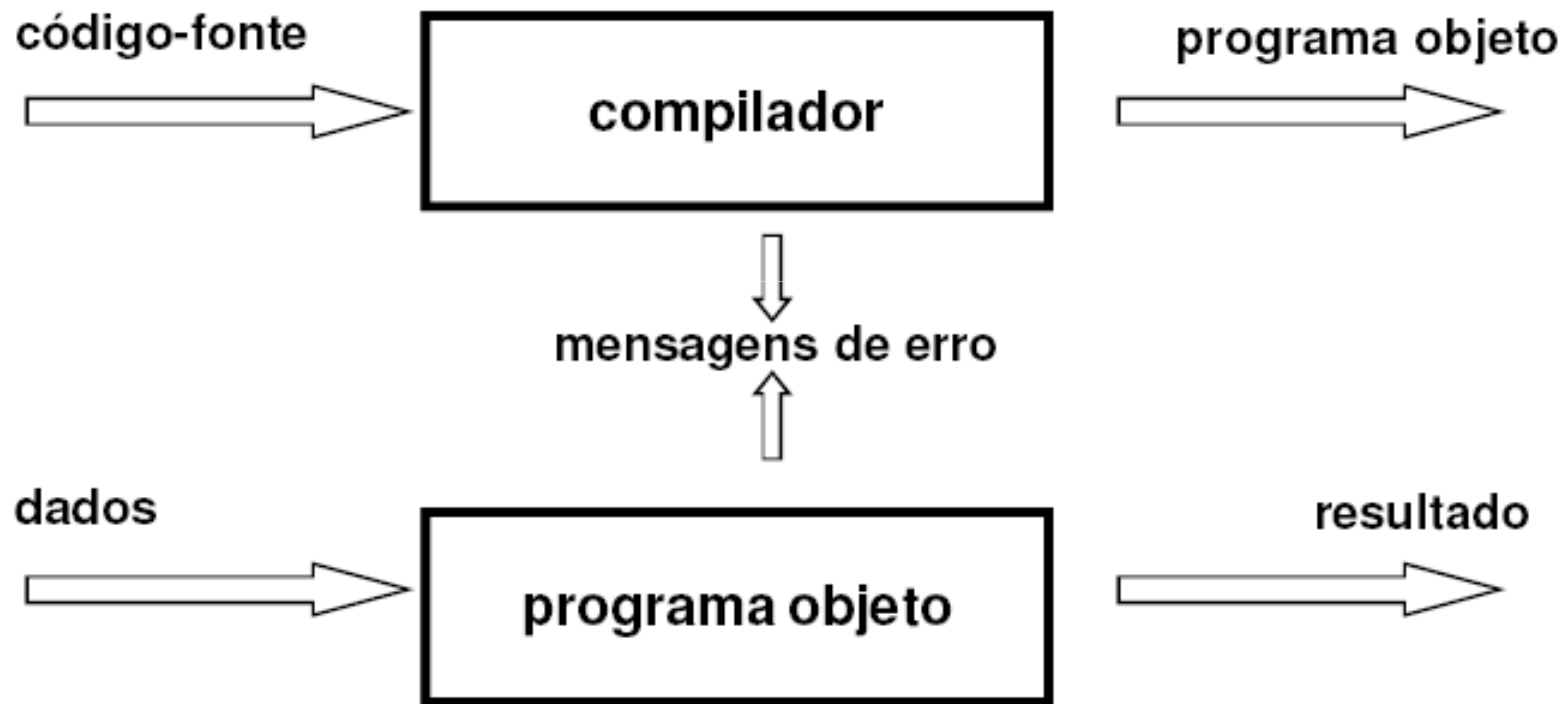 código-fonte
compilador
programa objeto
mensagens de erro
dados
programa objeto
resultado